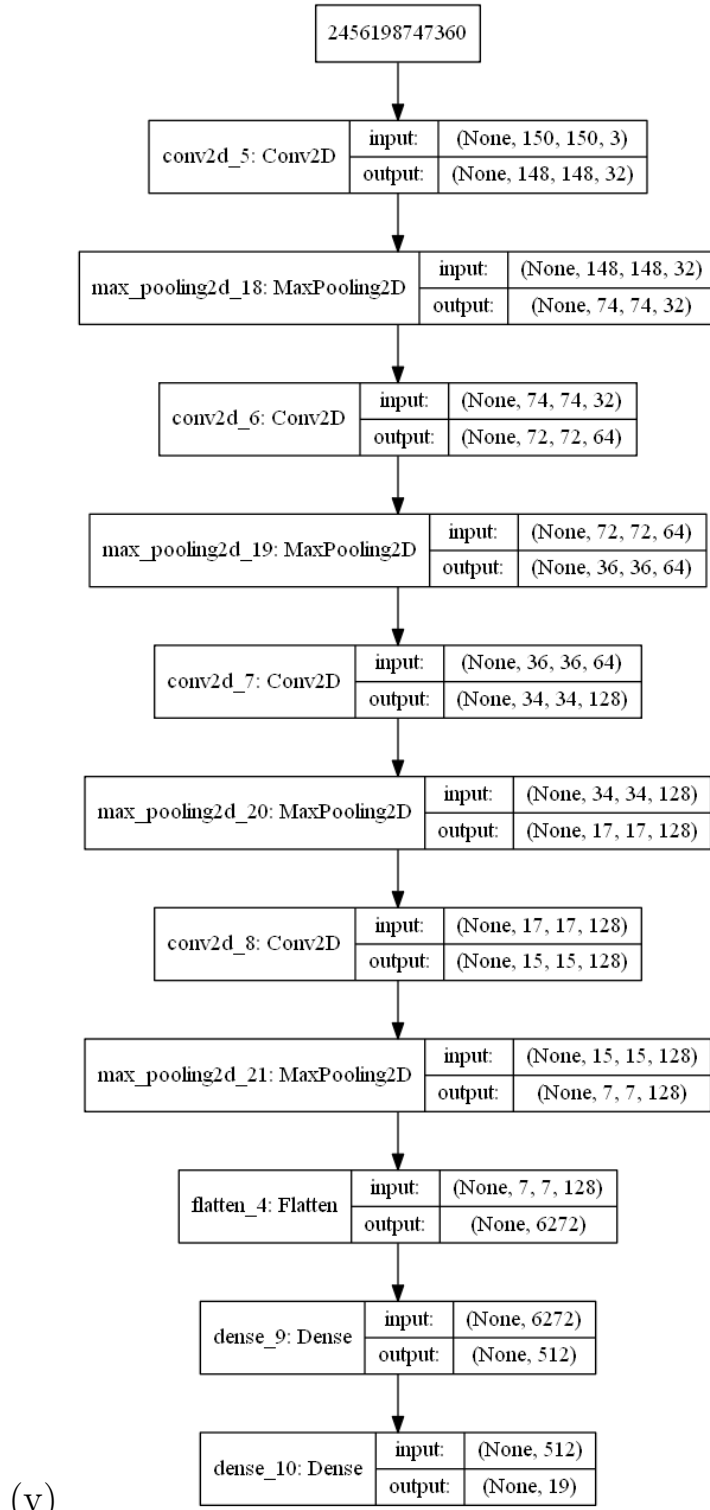 2456198747360
conv2d_5: Conv2D
input: (None, 150, 150, 3)
output: (None, 148, 148, 32)
max_pooling2d_18: MaxPooling2D
input: (None, 148, 148, 32)
output: (None, 74, 74, 32)
conv2d_6: Conv2D
input: (None, 74, 74, 32)
output: (None, 72, 72, 64)
max_pooling2d_19: MaxPooling2D
input: (None, 72, 72, 64)
output: (None, 36, 36, 64)
conv2d_7: Conv2D
input: (None, 36, 36, 64)
output: (None, 34, 34, 128)
max_pooling2d_20: MaxPooling2D
input: (None, 34, 34, 128)
output: (None, 17, 17, 128)
conv2d_8: Conv2D
input: (None, 17, 17, 128)
output: (None, 15, 15, 128)
max_pooling2d_21: MaxPooling2D
input: (None, 15, 15, 128)
output: (None, 7, 7, 128)
flatten_4: Flatten
input: (None, 7, 7, 128)
output: (None, 6272)
dense_9: Dense
input: (None, 6272)
output: (None, 512)
dense_10: Dense
input: (None, 512)
output: (None, 19)
(v)